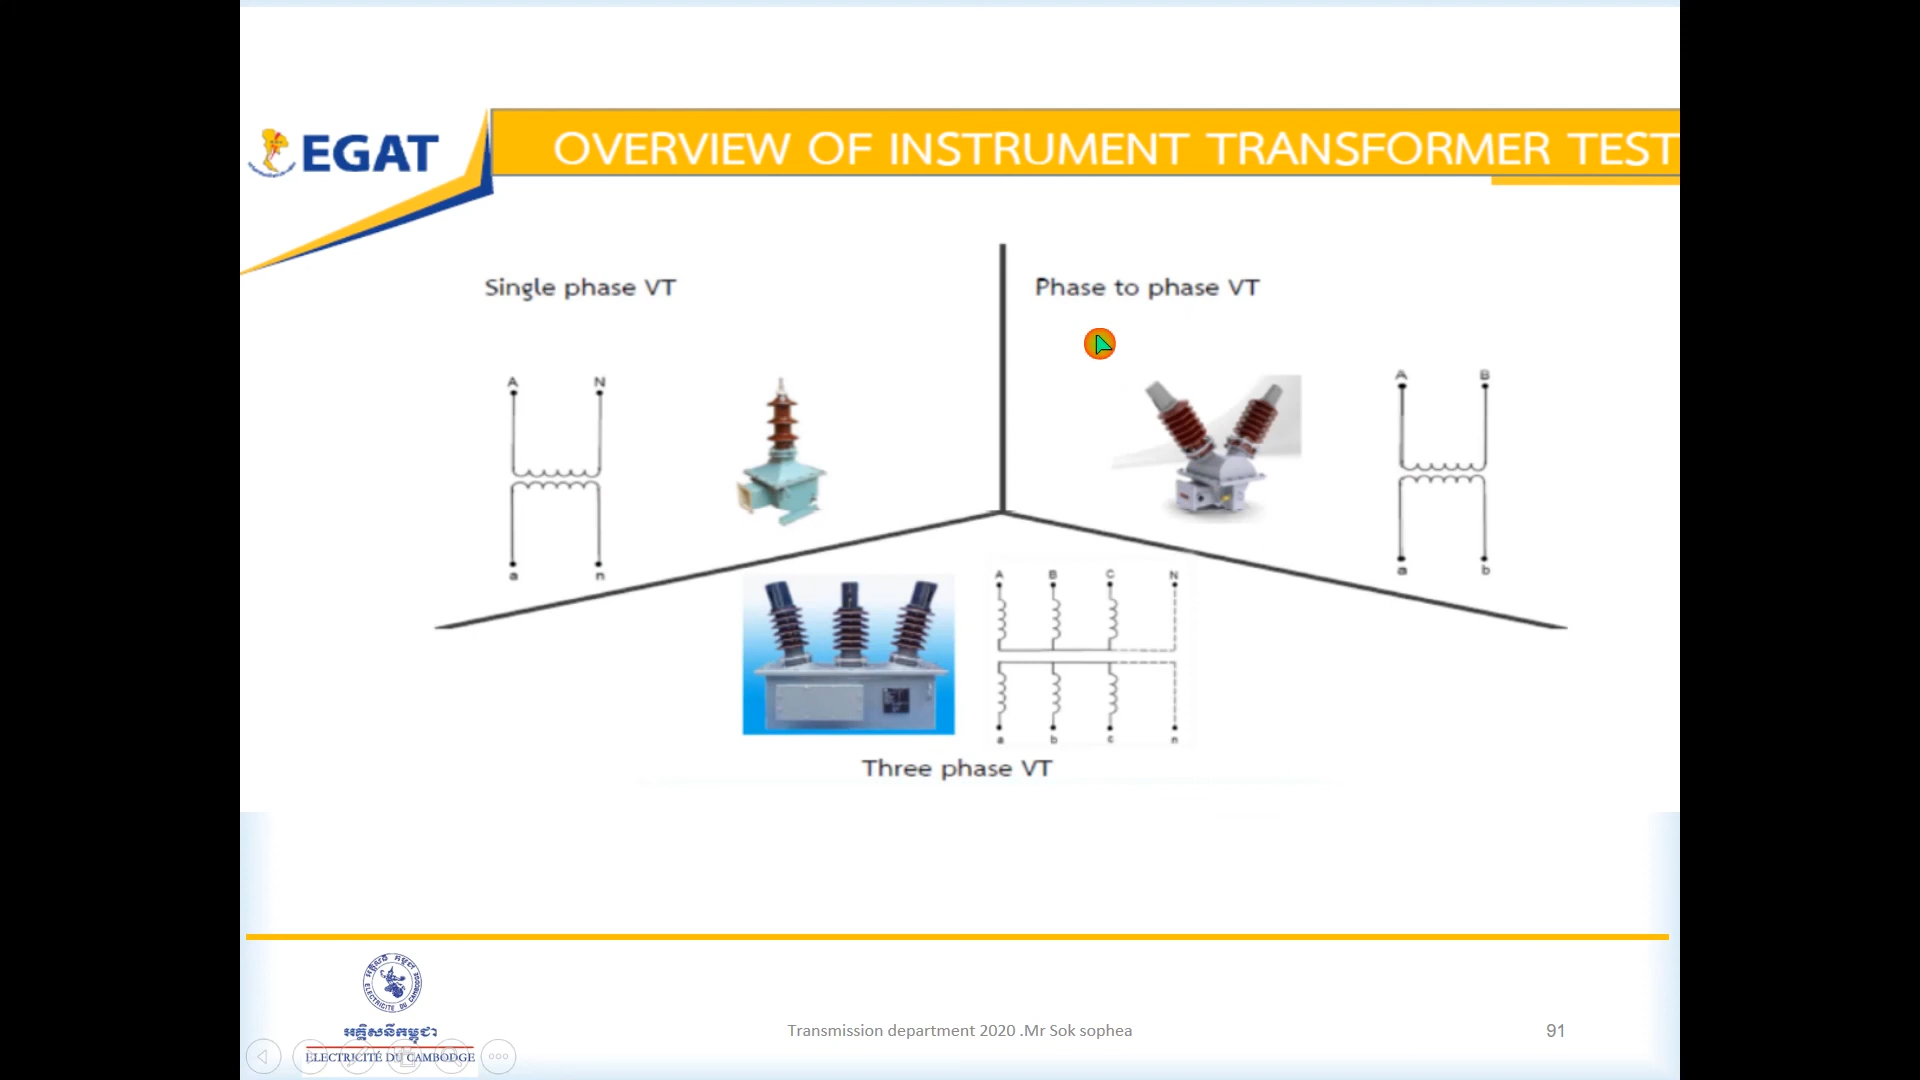 EGAT
OVERVIEW OF INSTRUMENT TRANSFORMER TEST
Single phase VT
Phase to phase VT
A N
a n
A B
a b
A B C N
a b c n
Three phase VT
អគ្គិសនីកម្ពុជា
ELECTRICITÉ DU CAMBODGE
Transmission department 2020 .Mr Sok sophea
91